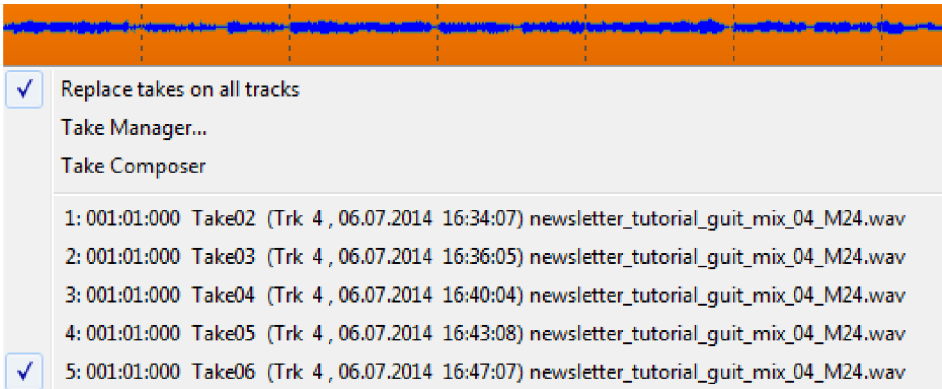 Replace takes on all tracks
Take Manager...
Take Composer
1: 001:01:000 Take02 (Trk 4 , 06.07.2014 16:34:07) newsletter_tutorial_guit_mix_04_M24.wav
2: 001:01:000 Take03 (Trk 4 , 06.07.2014 16:36:05) newsletter_tutorial_guit_mix_04_M24.wav
3: 001:01:000 Take04 (Trk 4 , 06.07.2014 16:40:04) newsletter_tutorial_guit_mix_04_M24.wav
4: 001:01:000 Take05 (Trk 4 , 06.07.2014 16:43:08) newsletter_tutorial_guit_mix_04_M24.wav
5: 001:01:000 Take06 (Trk 4 , 06.07.2014 16:47:07) newsletter_tutorial_guit_mix_04_M24.wav